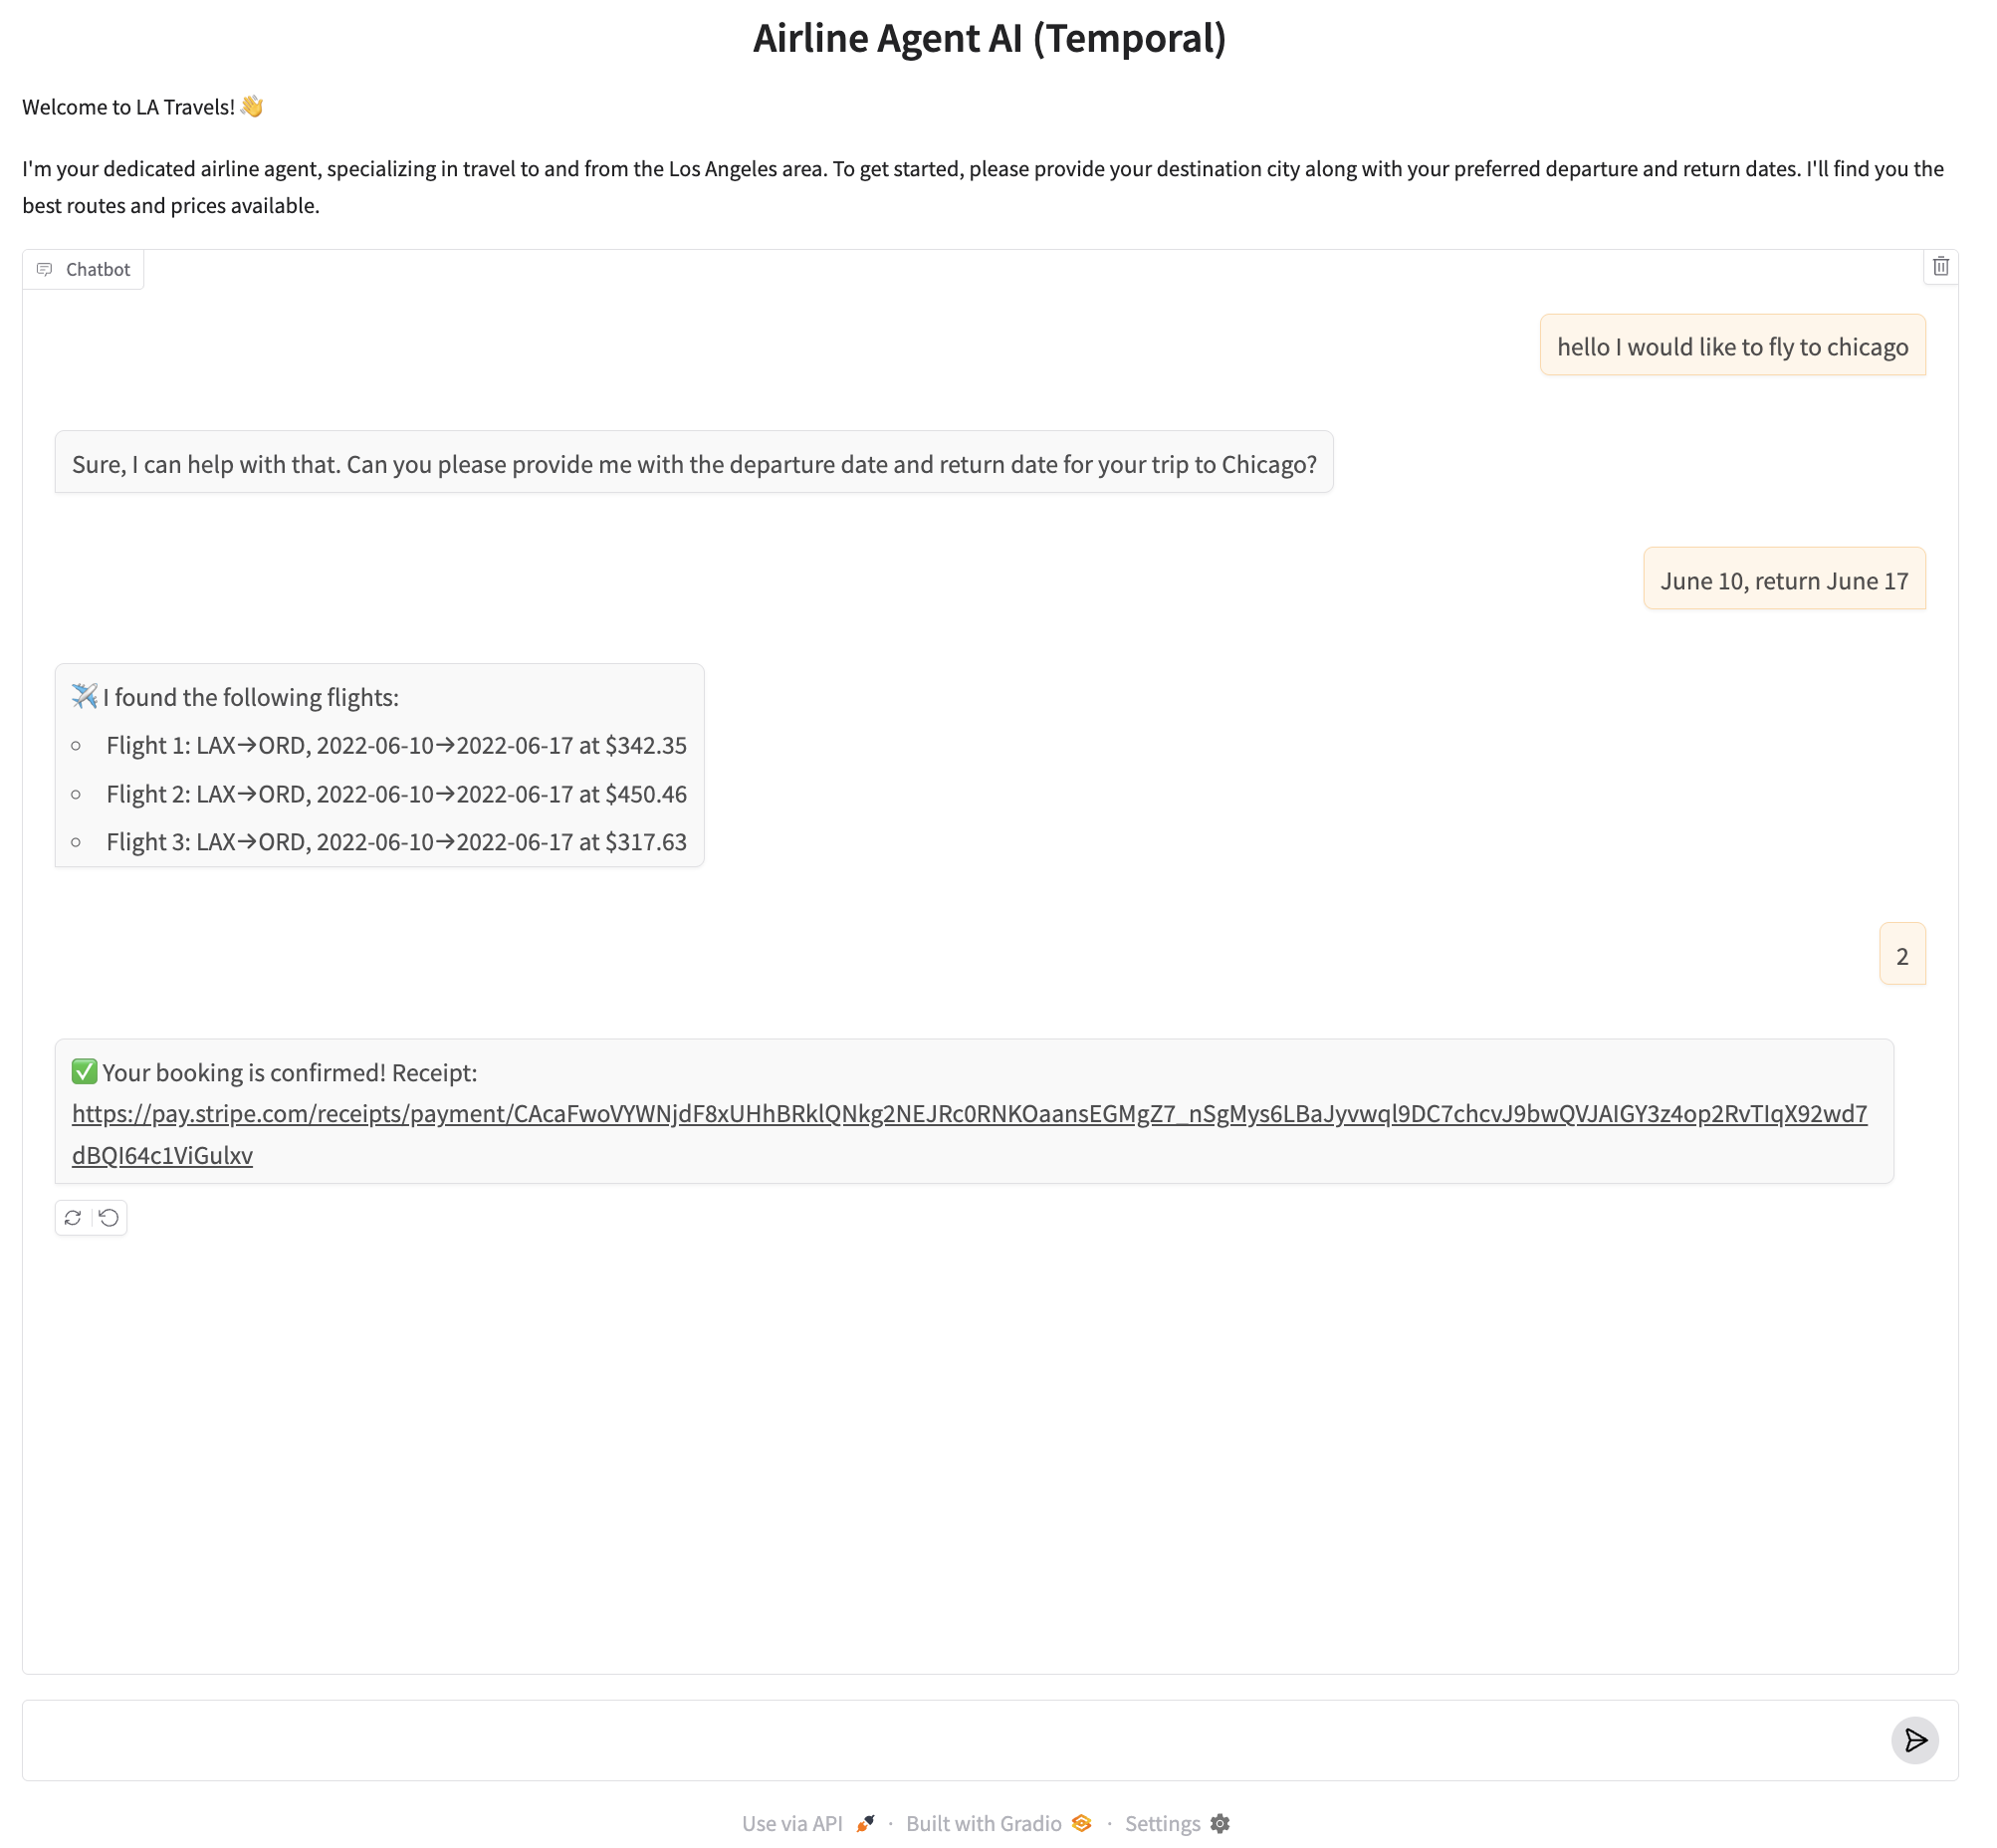 Airline Agent AI (Temporal)
Welcome to LA Travels! 👋
I'm your dedicated airline agent, specializing in travel to and from the Los Angeles area. To get started, please provide your destination city along with your preferred departure and return dates. I'll find you the
best routes and prices available.
Chatbot
hello I would like to fly to chicago
Sure, I can help with that. Can you please provide me with the departure date and return date for your trip to Chicago?
June 10, return June 17
✈️ I found the following flights:
Flight 1: LAX→ORD, 2022-06-10→2022-06-17 at $342.35
Flight 2: LAX→ORD, 2022-06-10→2022-06-17 at $450.46
Flight 3: LAX→ORD, 2022-06-10→2022-06-17 at $317.63
2
✅ Your booking is confirmed! Receipt:
https://pay.stripe.com/receipts/payment/CAcaFwoVYWNjdF8xUHhBRklQNkg2NEJRc0RNKOaansEGMgZ7_nSgMys6LBaJyvwql9DC7chcvJ9bwQVJAIGY3z4op2RvTIqX92wd7
dBQI64c1ViGulxv
Use via API · Built with Gradio · Settings